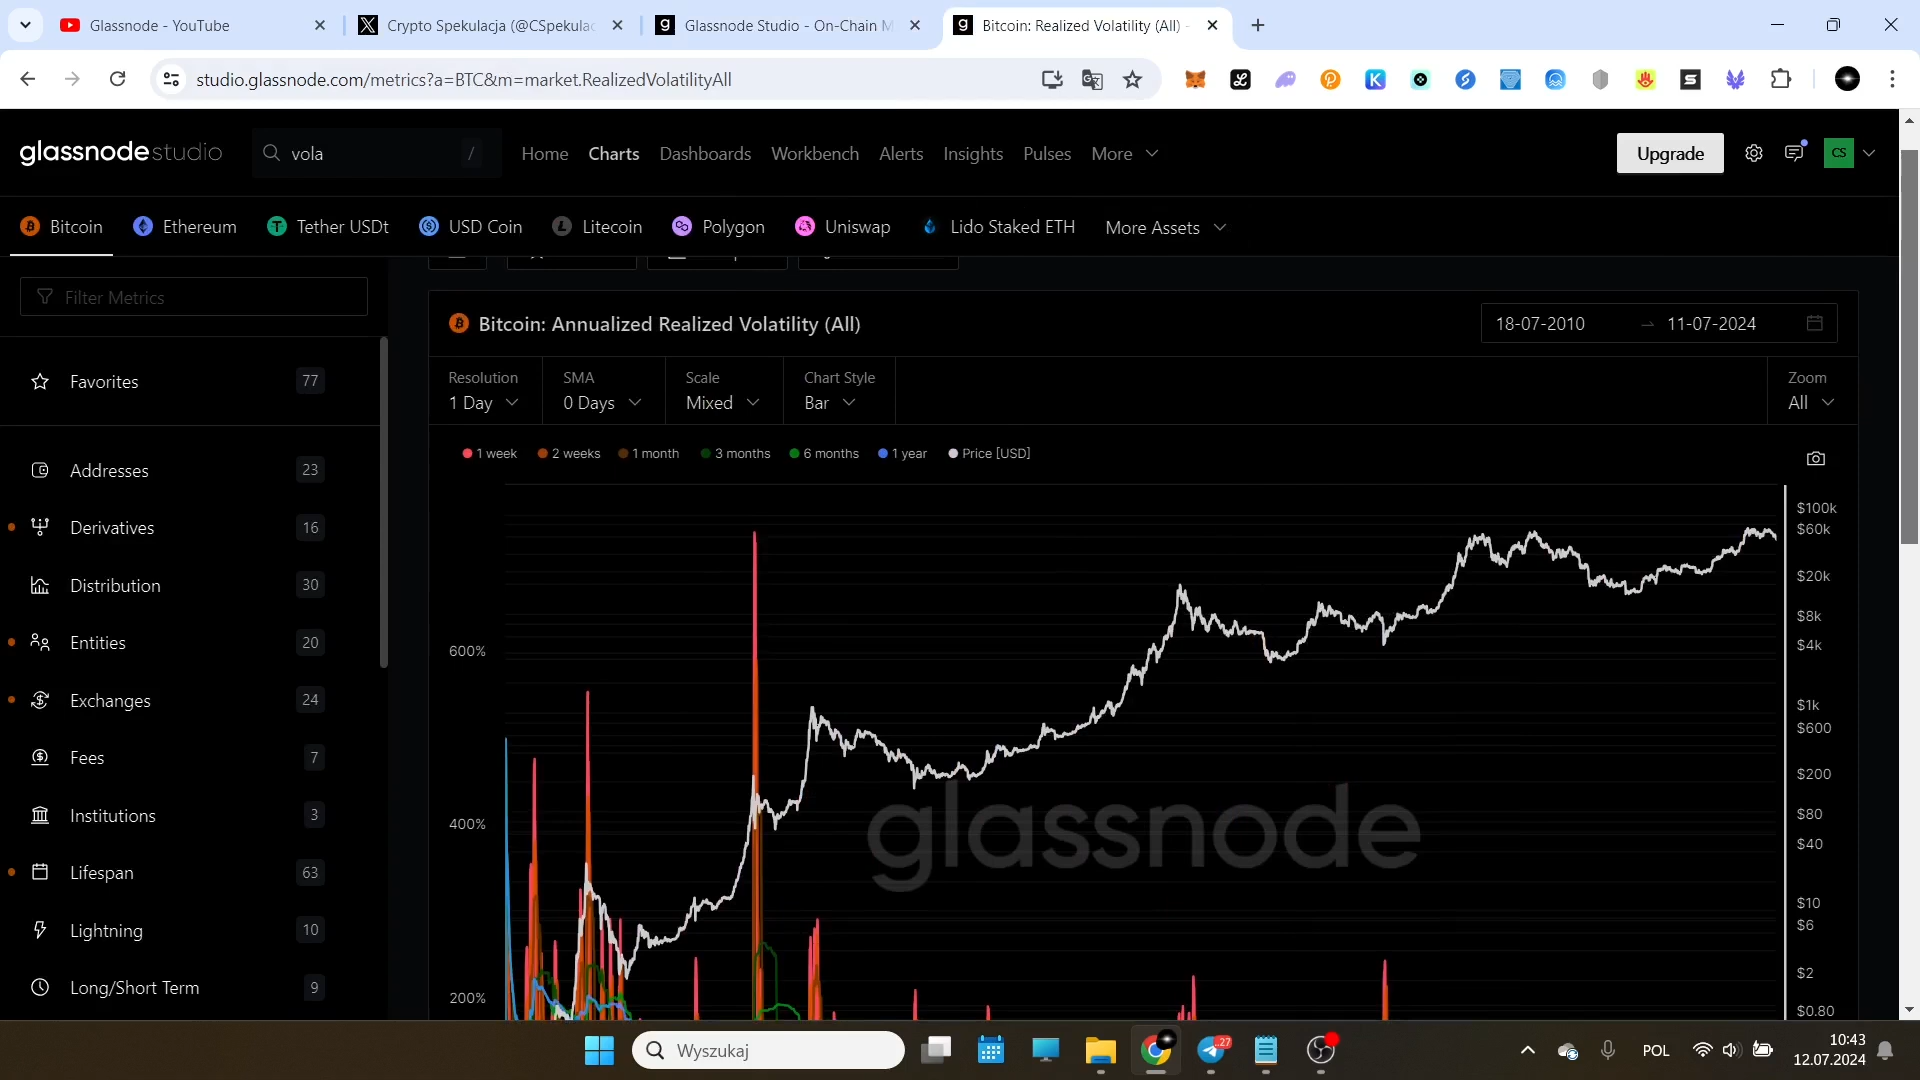 Glassnode - YouTube
Crypto Spekulacja (@CSpekulac
Glassnode Studio - On-Chain M
Bitcoin: Realized Volatility (All) -
studio.glassnode.com/metrics?a=BTC&m=market.RealizedVolatilityAll
glassnodestudio
vola /
Home Charts Dashboards Workbench Alerts Insights Pulses More
Upgrade
CS
Bitcoin Ethereum Tether USDt USD Coin Litecoin Polygon Uniswap Lido Staked ETH More Assets
Filter Metrics
Favorites 77
Addresses 23
Derivatives 16
Distribution 30
Entities 20
Exchanges 24
Fees 7
Institutions 3
Lifespan 63
Lightning 10
Long/Short Term 9
Bitcoin: Annualized Realized Volatility (All)
18-07-2010 → 11-07-2024
Resolution SMA Scale Chart Style Zoom
1 Day 0 Days Mixed Bar All
1 week 2 weeks 1 month 3 months 6 months 1 year Price [USD]
600%
400%
200%
$100k
$60k
$20k
$8k
$4k
$1k
$600
$200
$80
$40
$10
$6
$2
$0.80
glassnode
Wyszukaj
27
POL
10:43
12.07.2024